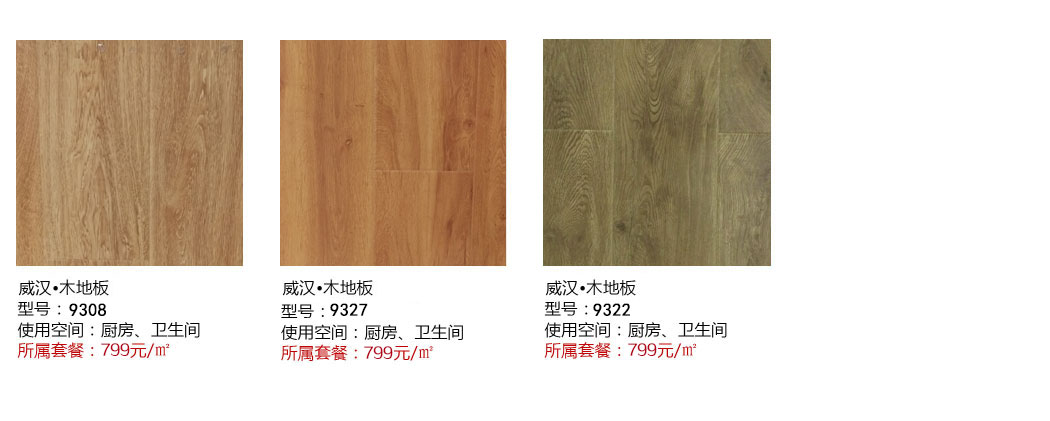 威汉•木地板
型号：9308
使用空间：厨房、卫生间
所属套餐：799元/㎡
威汉•木地板
型号：9327
使用空间：厨房、卫生间
所属套餐：799元/㎡
威汉•木地板
型号：9322
使用空间：厨房、卫生间
所属套餐：799元/㎡